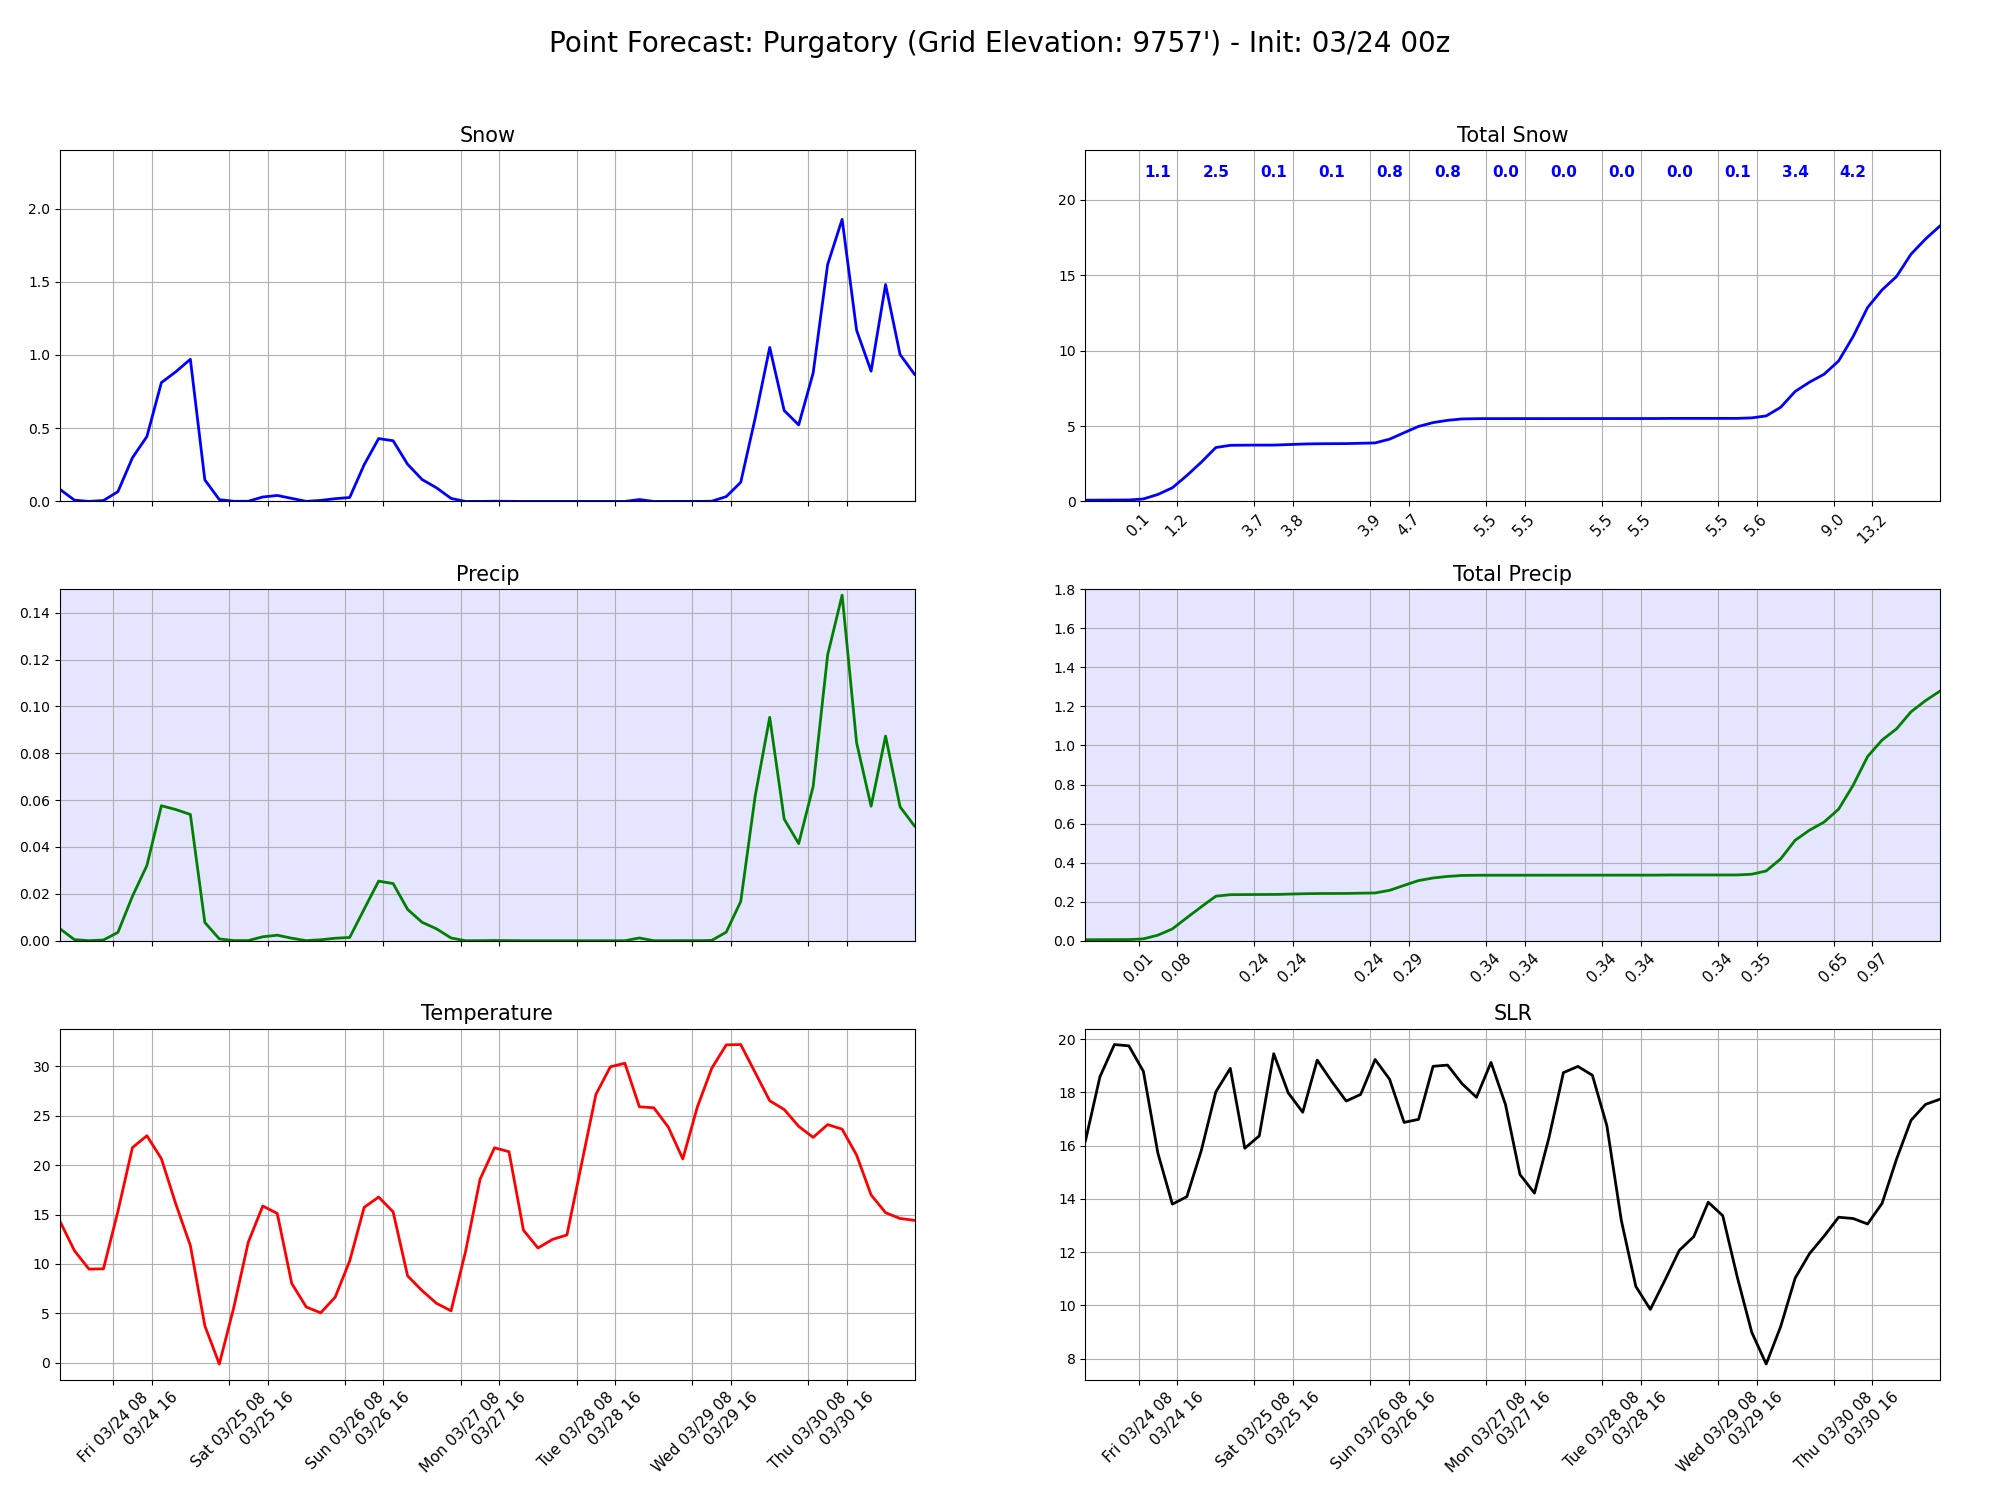 Point Forecast: Purgatory (Grid Elevation: 9757') - Init: 03/24 00z
Snow
2.0
1.5
1.0
0.5
0.0
Total Snow
1.1 2.5 0.1 0.1 0.8 0.8 0.0 0.0 0.0 0.0 0.1 3.4 4.2
20
15
10
5
0
0.1 1.2 3.7 3.8 3.9 4.7 5.5 5.5 5.5 5.5 5.5 5.6 9.0 13.2
Precip
0.14
0.12
0.10
0.08
0.06
0.04
0.02
0.00
Total Precip
1.8
1.6
1.4
1.2
1.0
0.8
0.6
0.4
0.2
0.0
0.01 0.08 0.24 0.24 0.24 0.29 0.34 0.34 0.34 0.34 0.34 0.35 0.65 0.97
Temperature
30
25
20
15
10
5
0
Fri 03/24 08
03/24 16
Sat 03/25 08
03/25 16
Sun 03/26 08
03/26 16
Mon 03/27 08
03/27 16
Tue 03/28 08
03/28 16
Wed 03/29 08
03/29 16
Thu 03/30 08
03/30 16
SLR
20
18
16
14
12
10
8
Fri 03/24 08
03/24 16
Sat 03/25 08
03/25 16
Sun 03/26 08
03/26 16
Mon 03/27 08
03/27 16
Tue 03/28 08
03/28 16
Wed 03/29 08
03/29 16
Thu 03/30 08
03/30 16